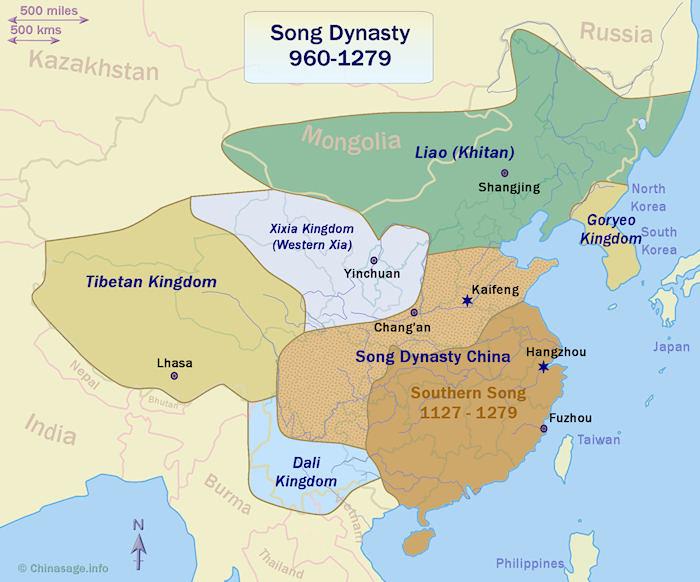 500 miles
500 kms
Song Dynasty
960-1279
Russia
Kazakhstan
Mongolia
Liao (Khitan)
Shangjing
North
Korea
Goryeo
Kingdom
South
Korea
Xixia Kingdom
(Western Xia)
Yinchuan
Tibetan Kingdom
Kaifeng
Chang'an
Japan
Song Dynasty China
Hangzhou
Lhasa
Nepal
Bhutan
Southern Song
1127 - 1279
Fuzhou
Taiwan
India
Dali
Kingdom
Burma
Vietnam
N
Thailand
Philippines
© Chinasage.info